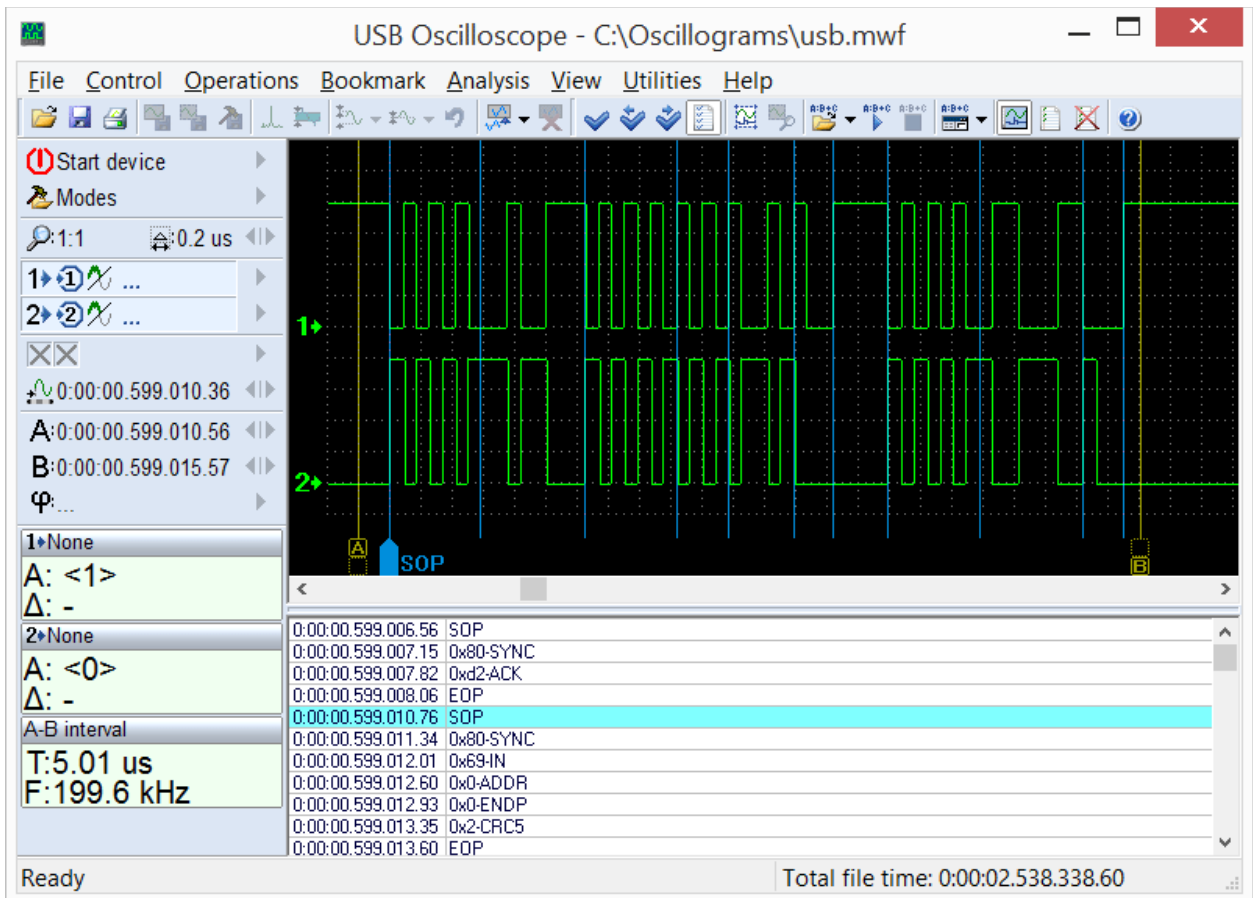 USB Oscilloscope - C:\Oscillograms\usb.mwf
File Control Operations Bookmark Analysis View Utilities Help
A:B+C A:B+C A:B+C A:B+C
Start device
Modes
:1:1 :0.2 us
1 1 ...
2 2 ...
0:00:00.599.010.36
A:0:00:00.599.010.56
B:0:00:00.599.015.57
φ:...
1 None
A: <1>
Δ: -
2 None
A: <0>
Δ: -
A-B interval
T:5.01 us
F:199.6 kHz
1
2
A
SOP
B
0:00:00.599.006.56 SOP
0:00:00.599.007.15 0x80-SYNC
0:00:00.599.007.82 0xd2-ACK
0:00:00.599.008.06 EOP
0:00:00.599.010.76 SOP
0:00:00.599.011.34 0x80-SYNC
0:00:00.599.012.01 0x69-IN
0:00:00.599.012.60 0x0-ADDR
0:00:00.599.012.93 0x0-ENDP
0:00:00.599.013.35 0x2-CRC5
0:00:00.599.013.60 EOP
Ready
Total file time: 0:00:02.538.338.60